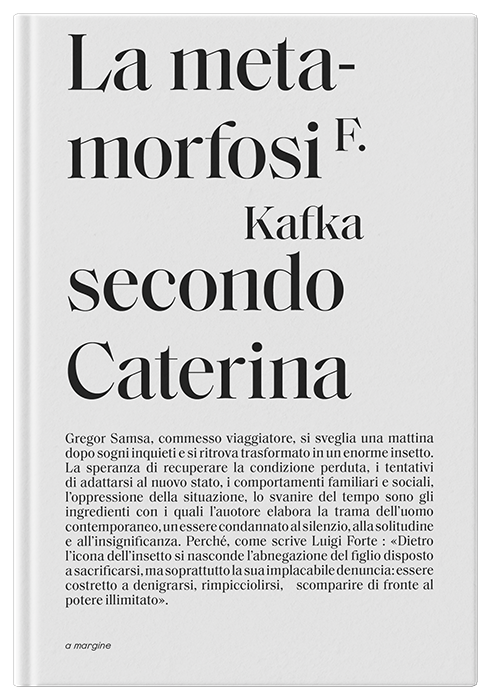 La meta-
morfosi F.
Kafka
secondo
Caterina
Gregor Samsa, commesso viaggiatore, si sveglia una mattina
dopo sogni inquieti e si ritrova trasformato in un enorme insetto.
La speranza di recuperare la condizione perduta, i tentativi
di adattarsi al nuovo stato, i comportamenti familiari e sociali,
l’oppressione della situazione, lo svanire del tempo sono gli
ingredienti con i quali l’auotore elabora la trama dell’uomo
contemporaneo, un essere condannato al silenzio, alla solitudine
e all’insignificanza. Perché, come scrive Luigi Forte : «Dietro
l’icona dell’insetto si nasconde l’abnegazione del figlio disposto
a sacrificarsi, ma soprattutto la sua implacabile denuncia: essere
costretto a denigrarsi, rimpicciolirsi, scomparire di fronte al
potere illimitato».
a margine